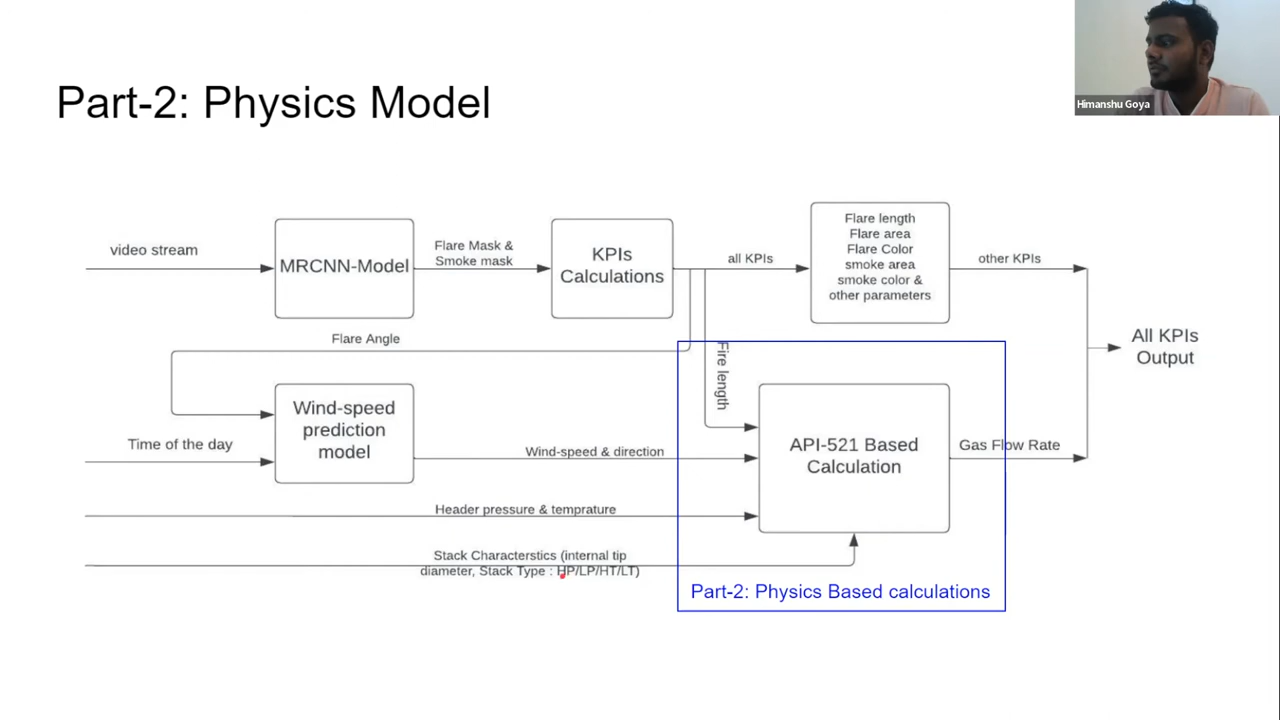 Part-2: Physics Model
Himanshu Goya
video stream
MRCNN-Model
Flare Mask &
Smoke mask
KPIs
Calculations
all KPIs
Flare length
Flare area
Flare Color
smoke area
smoke color &
other parameters
other KPIs
All KPIs
Output
Flare Angle
Fire length
Time of the day
Wind-speed
prediction
model
Wind-speed & direction
API-521 Based
Calculation
Gas Flow Rate
Header pressure & temprature
Stack Characterstics (internal tip
diameter, Stack Type : HP/LP/HT/LT)
Part-2: Physics Based calculations